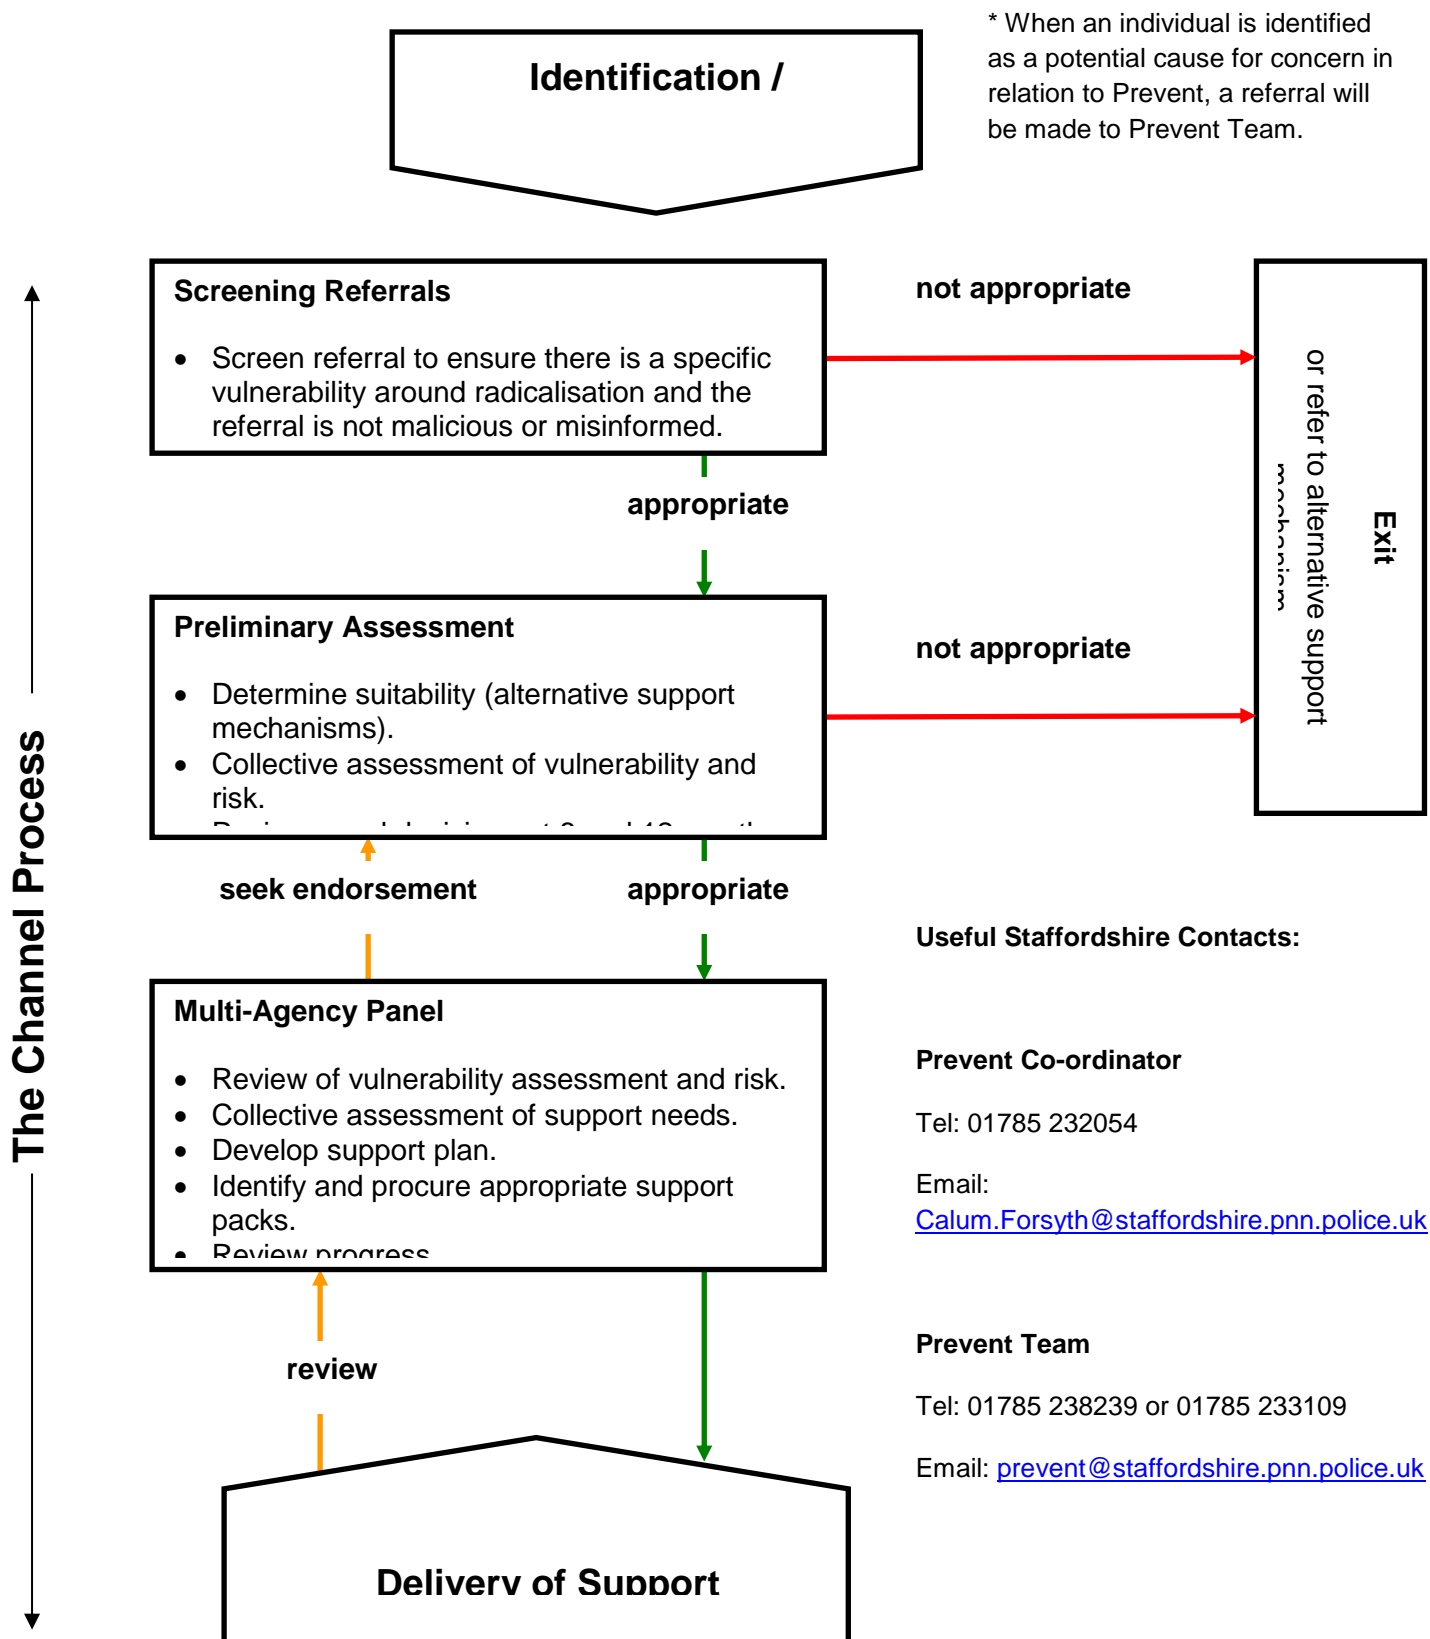 Identification /
* When an individual is identified
as a potential cause for concern in
relation to Prevent, a referral will
be made to Prevent Team.
The Channel Process
Screening Referrals
• Screen referral to ensure there is a specific
vulnerability around radicalisation and the
referral is not malicious or misinformed.
not appropriate
Exit
or refer to alternative support
mechanism
appropriate
Preliminary Assessment
• Determine suitability (alternative support
mechanisms).
• Collective assessment of vulnerability and
risk.
not appropriate
seek endorsement
appropriate
Multi-Agency Panel
• Review of vulnerability assessment and risk.
• Collective assessment of support needs.
• Develop support plan.
• Identify and procure appropriate support
packs.
• Review progress
review
Delivery of Support
Useful Staffordshire Contacts:
Prevent Co-ordinator
Tel: 01785 232054
Email:
Calum.Forsyth@staffordshire.pnn.police.uk
Prevent Team
Tel: 01785 238239 or 01785 233109
Email: prevent@staffordshire.pnn.police.uk